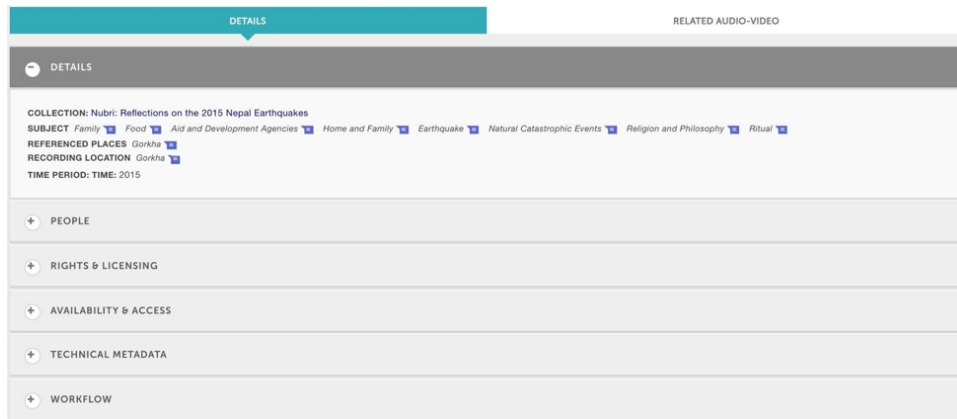 DETAILS
RELATED AUDIO-VIDEO
DETAILS
COLLECTION: Nubri: Reflections on the 2015 Nepal Earthquakes
SUBJECT Family Food Aid and Development Agencies Home and Family Earthquake Natural Catastrophic Events Religion and Philosophy Ritual
REFERENCED PLACES Gorkha
RECORDING LOCATION Gorkha
TIME PERIOD: TIME: 2015
PEOPLE
RIGHTS & LICENSING
AVAILABILITY & ACCESS
TECHNICAL METADATA
WORKFLOW